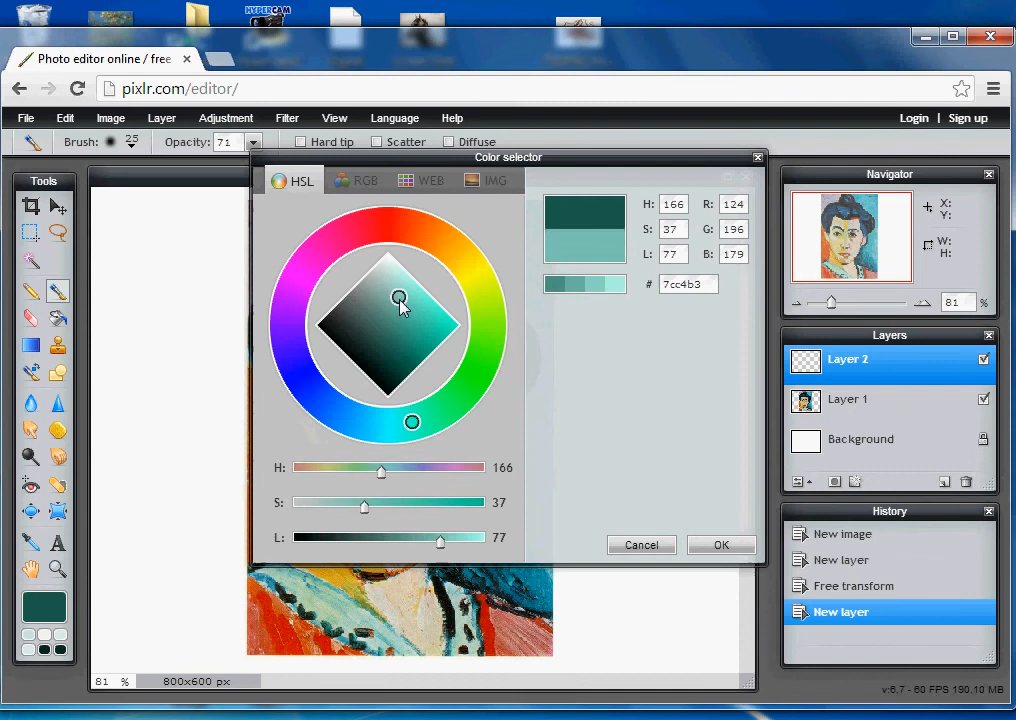 HYPERCAM
Photo editor online / free
pixlr.com/editor/
File Edit Image Layer Adjustment Filter View Language Help Login | Sign up
Brush: 25 Opacity: 71 Hard tip Scatter Diffuse
Color selector
Tools
HSL RGB WEB IMG
H: 166 R: 124
S: 37 G: 196
L: 77 B: 179
# 7cc4b3
H: 166
S: 37
L: 77
Cancel OK
81 % 800x600 px
Navigator
X:
Y:
W:
H:
81 %
Layers
Layer 2
Layer 1
Background
History
New image
New layer
Free transform
New layer
v:6,7 - 60 FPS 190.10 MB